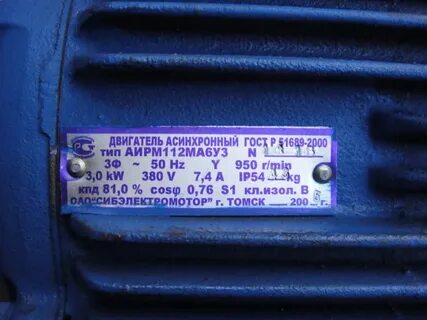 ДВИГАТЕЛЬ АСИНХРОННЫЙ ГОСТ Р 51689-2000
тип АИРМ112МА6У3 N
3Ф ~ 50 Hz Y 950 r/min
3,0 kW 380 V 7,4 А IP54 kg
кпд 81,0 % cosφ 0,76 S1 кл.изол. В
ОАО"СИБЭЛЕКТРОМОТОР" г. ТОМСК 200 г.